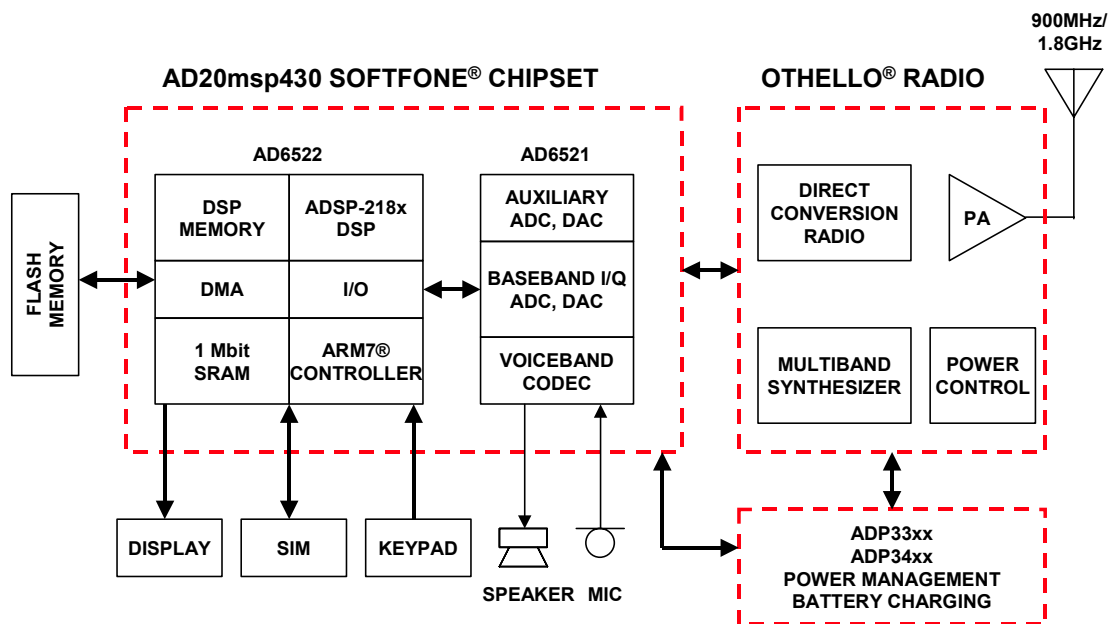 900MHz/
1.8GHz
AD20msp430 SOFTFONE® CHIPSET
OTHELLO® RADIO
AD6522
AD6521
FLASH
MEMORY
DSP
MEMORY
ADSP-218x
DSP
DMA
I/O
1 Mbit
SRAM
ARM7®
CONTROLLER
AUXILIARY
ADC, DAC
BASEBAND I/Q
ADC, DAC
VOICEBAND
CODEC
DIRECT
CONVERSION
RADIO
PA
MULTIBAND
SYNTHESIZER
POWER
CONTROL
DISPLAY
SIM
KEYPAD
SPEAKER
MIC
ADP33xx
ADP34xx
POWER MANAGEMENT
BATTERY CHARGING